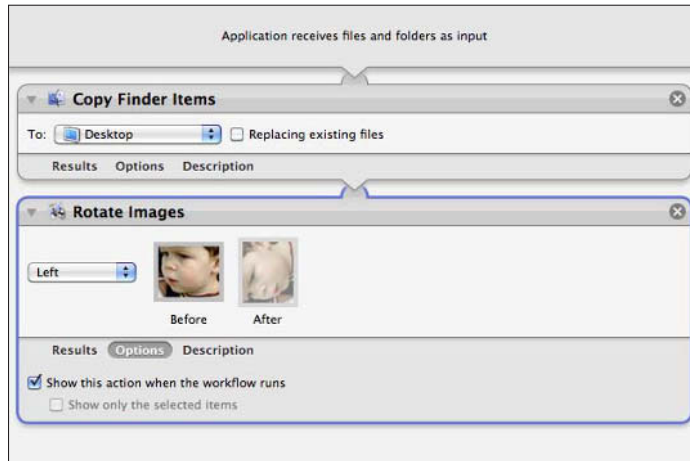 Application receives files and folders as input
Copy Finder Items
To: Desktop Replacing existing files
Results Options Description
Rotate Images
Left
Before After
Results Options Description
Show this action when the workflow runs
Show only the selected items